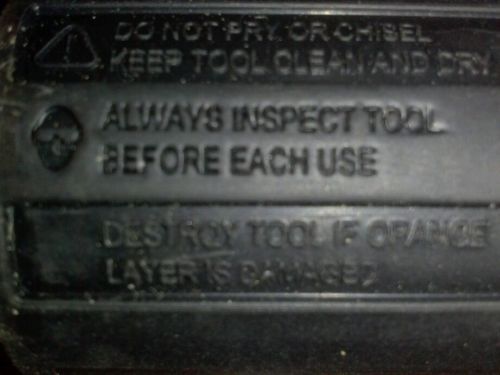 DO NOT PRY OR CHISEL
KEEP TOOL CLEAN AND DRY
ALWAYS INSPECT TOOL
BEFORE EACH USE
DESTROY TOOL IF ORANGE
LAYER IS DAMAGED